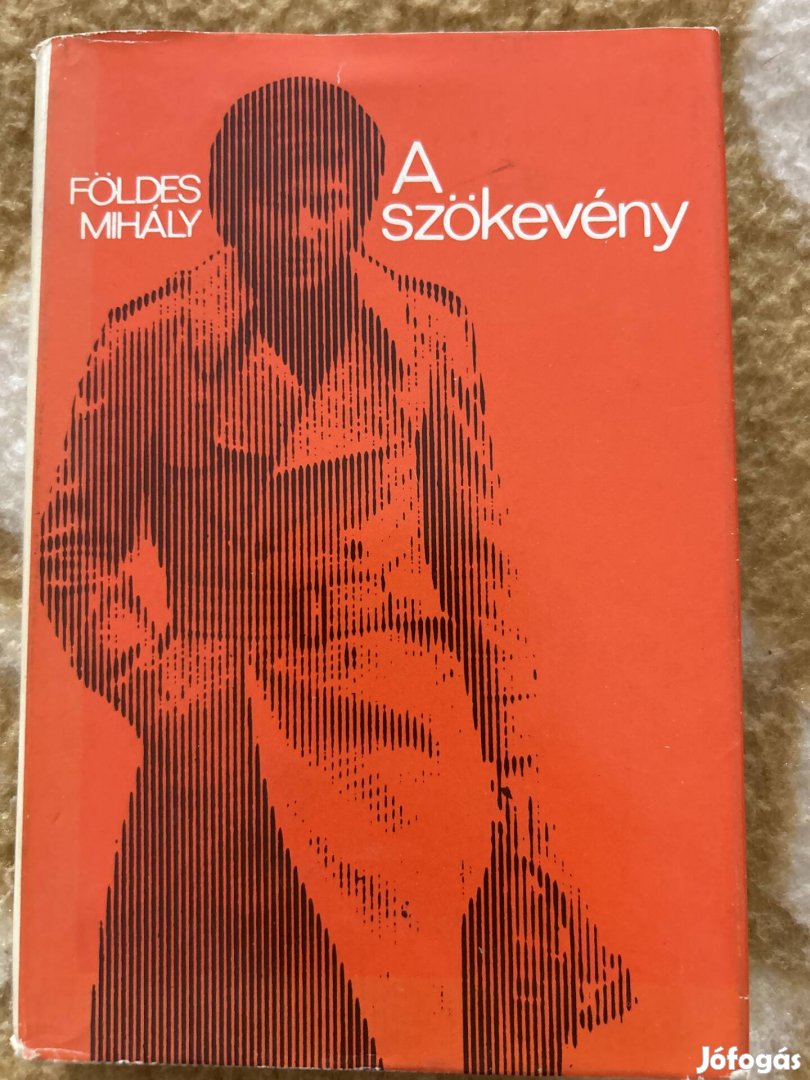 FÖLDES
MIHÁLY
A
szökevény
Jófogás